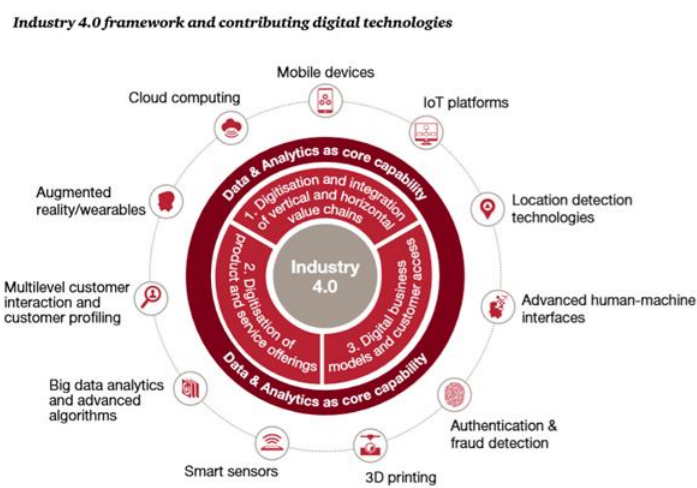 Industry 4.0 framework and contributing digital technologies
Mobile devices
Cloud computing
IoT platforms
Augmented
reality/wearables
Location detection
technologies
Multilevel customer
interaction and
customer profiling
Advanced human-machine
interfaces
Big data analytics
and advanced
algorithms
Authentication &
fraud detection
Smart sensors
3D printing
Data & Analytics as core capability
1. Digitisation and integration
of vertical and horizontal
value chains
2. Digitisation of
product and service offerings
3. Digital business
models and customer access
Industry
4.0
Data & Analytics as core capability